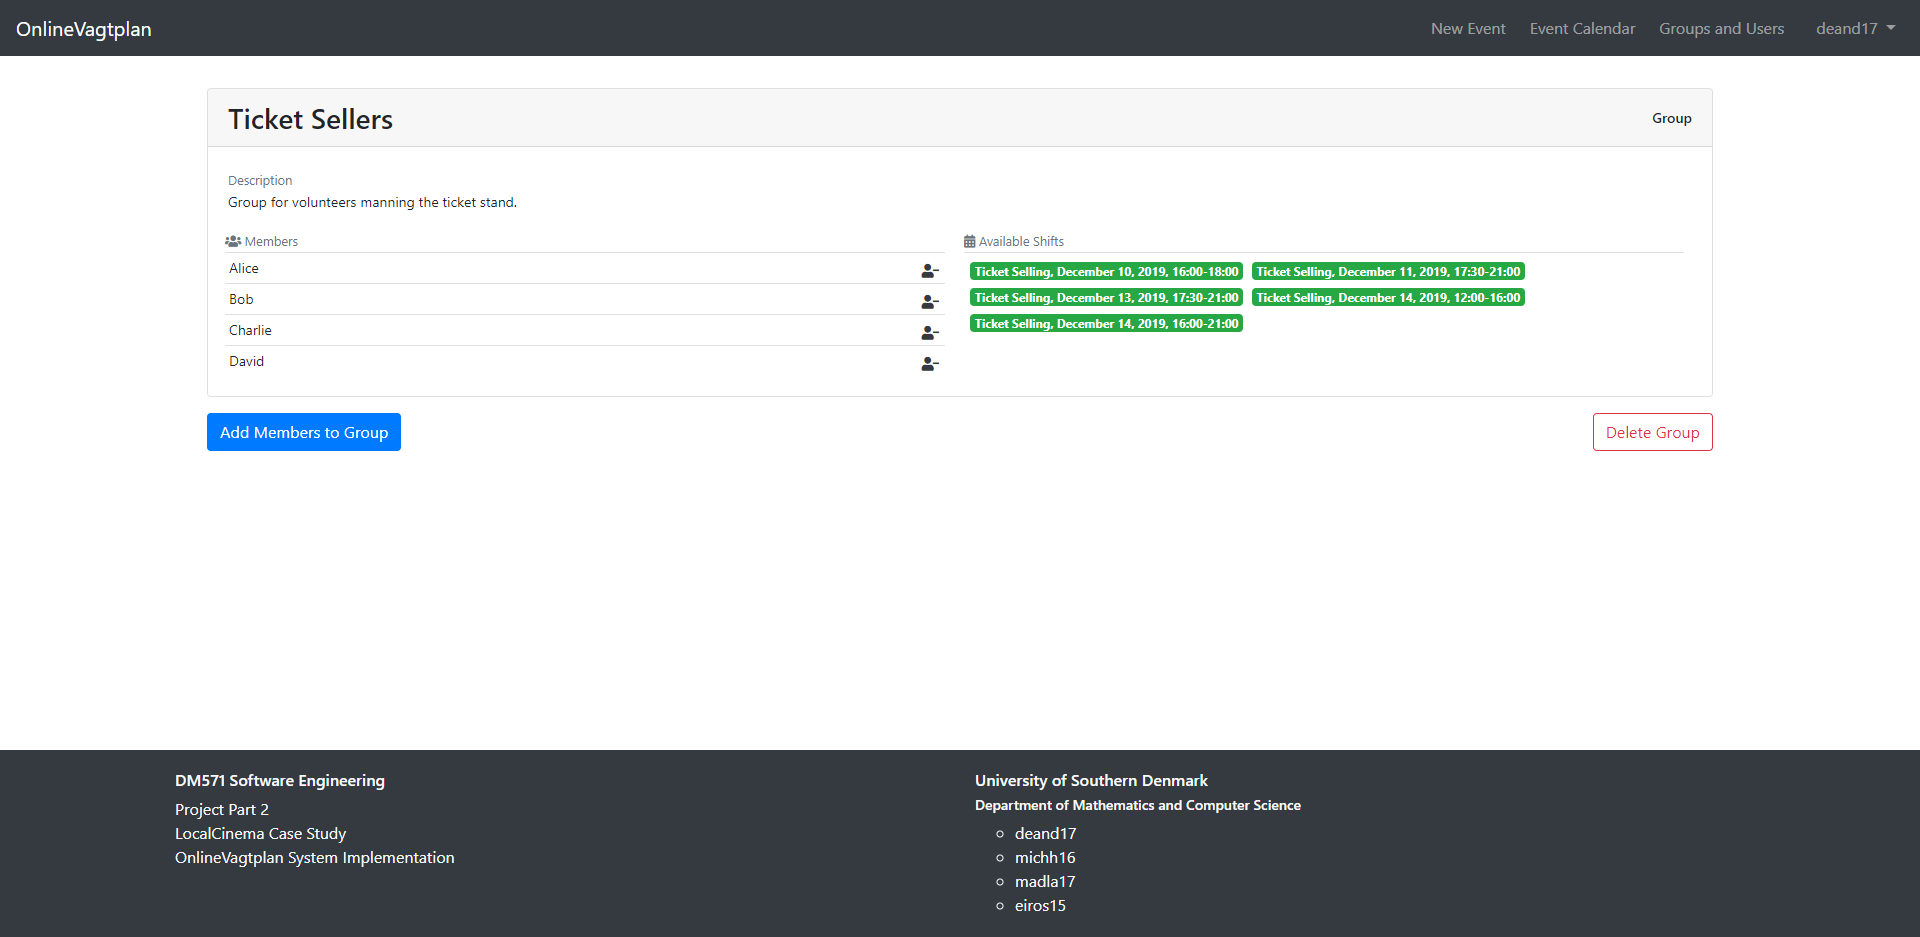 OnlineVagtplan
New Event Event Calendar Groups and Users deand17
Ticket Sellers
Group
Description
Group for volunteers manning the ticket stand.
Members
Alice
Bob
Charlie
David
Available Shifts
Ticket Selling, December 10, 2019, 16:00-18:00 Ticket Selling, December 11, 2019, 17:30-21:00
Ticket Selling, December 13, 2019, 17:30-21:00 Ticket Selling, December 14, 2019, 12:00-16:00
Ticket Selling, December 14, 2019, 16:00-21:00
Add Members to Group
Delete Group
DM571 Software Engineering
Project Part 2
LocalCinema Case Study
OnlineVagtplan System Implementation
University of Southern Denmark
Department of Mathematics and Computer Science
deand17
michh16
madla17
eiros15